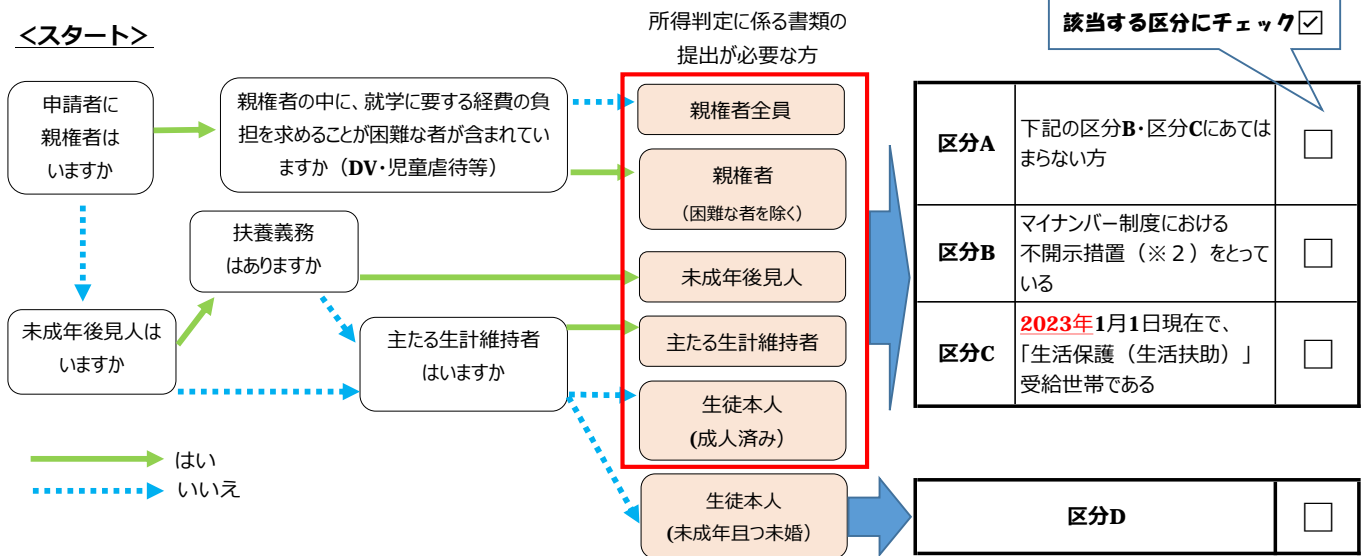 <スタート>
所得判定に係る書類の
提出が必要な方
該当する区分にチェック☑
申請者に
親権者は
いますか
親権者の中に、就学に要する経費の負
担を求めることが困難な者が含まれてい
ますか（DV・児童虐待等）
扶養義務
はありますか
未成年後見人は
いますか
主たる生計維持者
はいますか
はい
いいえ
親権者全員
親権者
（困難な者を除く）
未成年後見人
主たる生計維持者
生徒本人
(成人済み）
生徒本人
(未成年且つ未婚）
区分A
下記の区分B・区分Cにあては
まらない方
□
区分B
マイナンバー制度における
不開示措置（※２）をとって
いる
□
区分C
2023年1月1日現在で、
「生活保護（生活扶助）」
受給世帯である
□
区分D
□